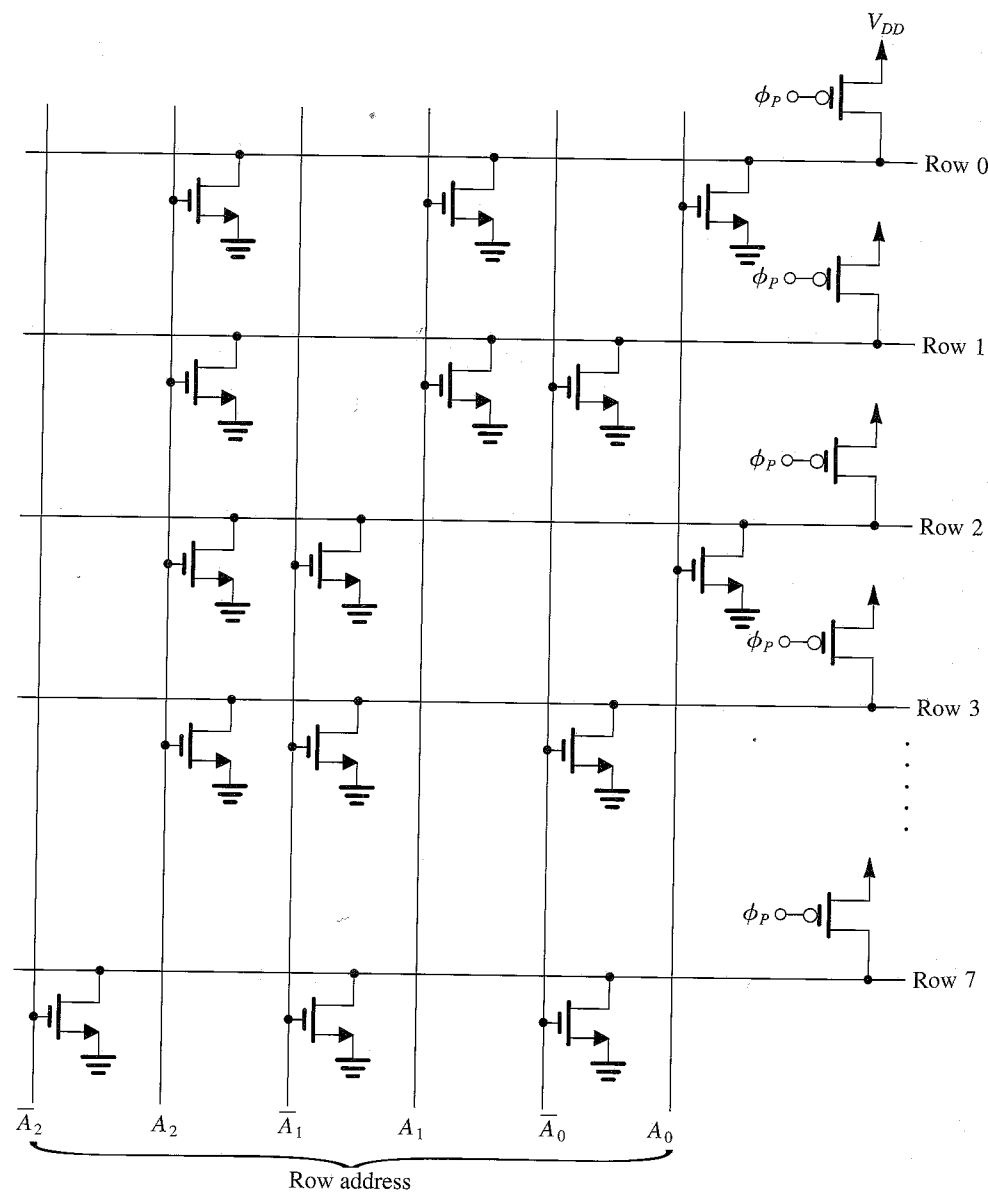 V_DD
ϕ_P
Row 0
ϕ_P
Row 1
ϕ_P
Row 2
ϕ_P
Row 3
ϕ_P
Row 7
A̅_2 A_2 A̅_1 A_1 A̅_0 A_0
Row address